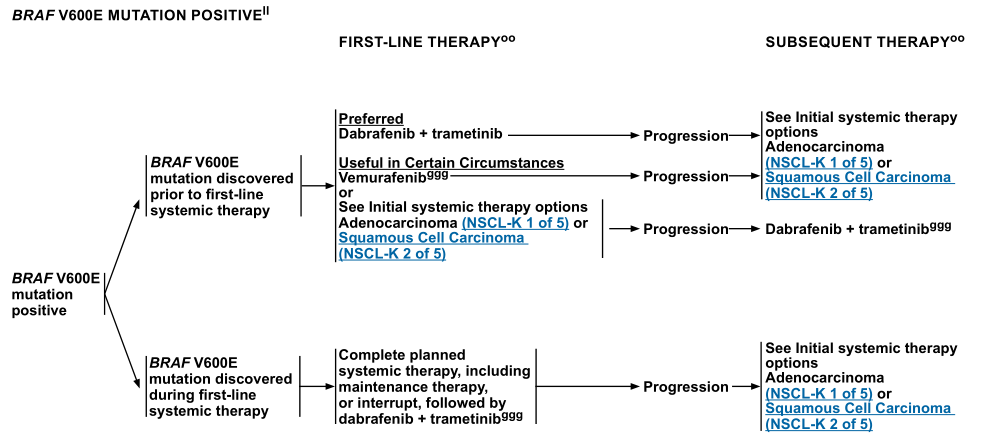 BRAF V600E MUTATION POSITIVEll
FIRST-LINE THERAPYoo
SUBSEQUENT THERAPYoo
BRAF V600E
mutation
positive
BRAF V600E
mutation discovered
prior to first-line
systemic therapy
Preferred
Dabrafenib + trametinib
Progression
Useful in Certain Circumstances
Vemurafenibggg
Progression
or
See Initial systemic therapy options
Adenocarcinoma (NSCL-K 1 of 5) or
Squamous Cell Carcinoma
(NSCL-K 2 of 5)
See Initial systemic therapy
options
Adenocarcinoma
(NSCL-K 1 of 5) or
Squamous Cell Carcinoma
(NSCL-K 2 of 5)
Progression
Dabrafenib + trametinibggg
BRAF V600E
mutation discovered
during first-line
systemic therapy
Complete planned
systemic therapy, including
maintenance therapy,
or interrupt, followed by
dabrafenib + trametinibggg
Progression
See Initial systemic therapy
options
Adenocarcinoma
(NSCL-K 1 of 5) or
Squamous Cell Carcinoma
(NSCL-K 2 of 5)